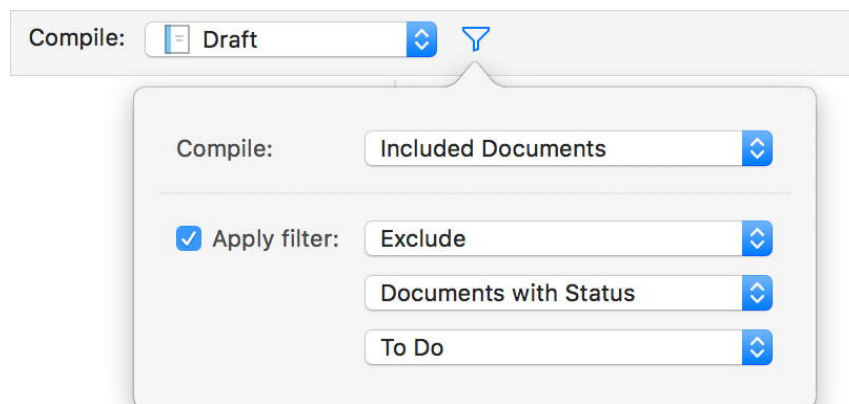 Compile: Draft
Compile: Included Documents
Apply filter: Exclude
Documents with Status
To Do